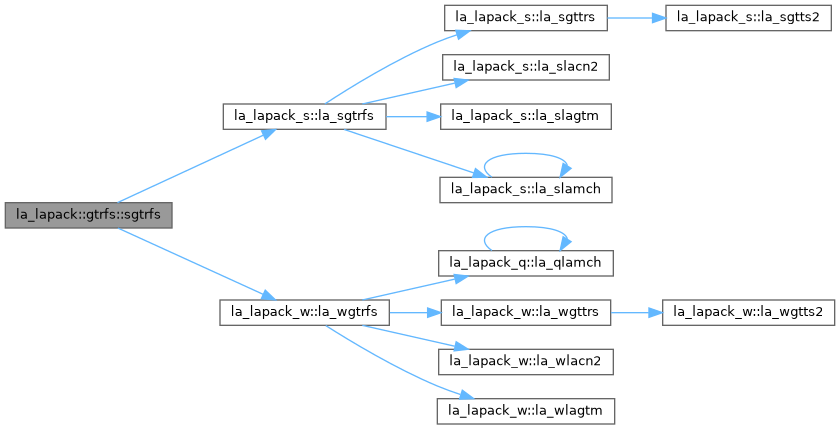 la_lapack_s::la_sgttrs
la_lapack_s::la_sgtts2
la_lapack_s::la_slacn2
la_lapack_s::la_sgtrfs
la_lapack_s::la_slagtm
la_lapack_s::la_slamch
la_lapack::gtrfs::sgtrfs
la_lapack_q::la_qlamch
la_lapack_w::la_wgtrfs
la_lapack_w::la_wgttrs
la_lapack_w::la_wgtts2
la_lapack_w::la_wlacn2
la_lapack_w::la_wlagtm